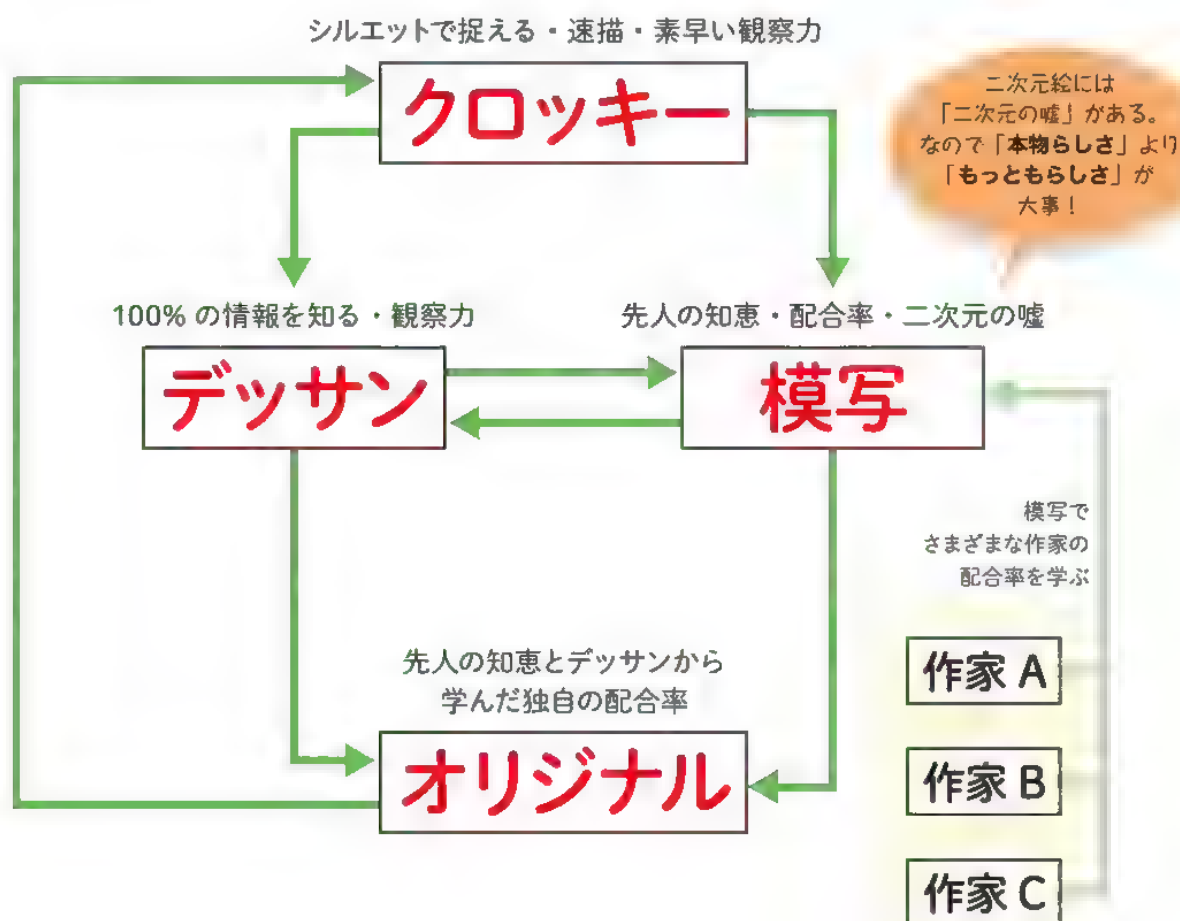 シルエットで捉える・速描・素早い観察力
クロッキー
二次元絵には
「二次元の嘘」がある。
なので「本物らしさ」より
「もっともらしさ」が
大事！
100% の情報を知る・観察力
デッサン
先人の知恵・配合率・二次元の嘘
模写
模写で
さまざまな作家の
配合率を学ぶ
作家 A
作家 B
作家 C
先人の知恵とデッサンから
学んだ独自の配合率
オリジナル